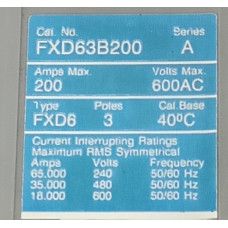 Cat. No. Series
FXD63B200 A
Amps Max. Volts Max.
200 600AC
Type Poles Cal.Base
FXD6 3 40ºC
Current Interrupting Ratings
Maximum RMS Symmetrical
Amps Volts Frequency
65.000 240 50/60 Hz
35.000 480 50/60 Hz
18.000 600 50/60 Hz